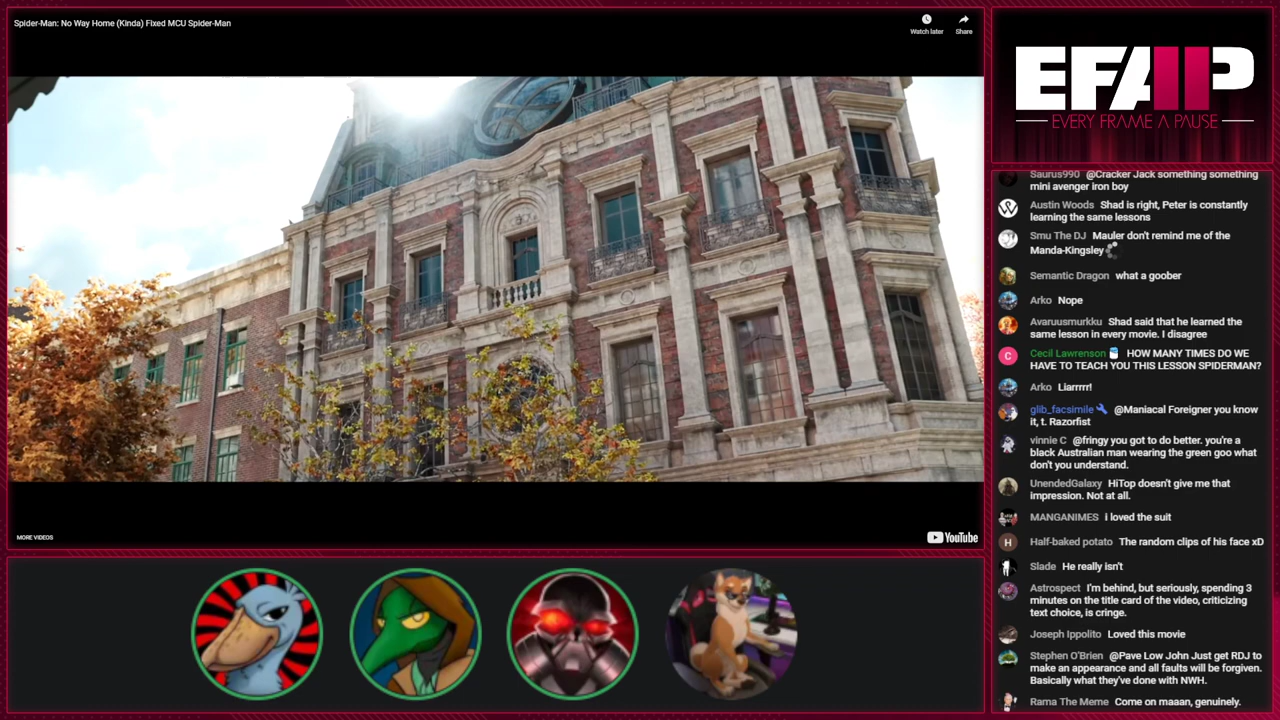 Spider-Man: No Way Home (Kinda) Fixed MCU Spider-Man
Watch later
Share
MORE VIDEOS
YouTube
EFAP
EVERY FRAME A PAUSE
Saurus990 @Cracker Jack something something
mini avenger iron boy
Austin Woods Shad is right, Peter is constantly
learning the same lessons
Smu The DJ Mauler don't remind me of the
Manda-Kingsley
Semantic Dragon what a goober
Arko Nope
Avaruusmurkku Shad said that he learned the
same lesson in every movie. I disagree
Cecil Lawrenson HOW MANY TIMES DO WE
HAVE TO TEACH YOU THIS LESSON SPIDERMAN?
Arko Liarrrrr!
glib_facsimile @Maniacal Foreigner you know
it, t. Razorfist
vinnie C @fringy you got to do better. you're a
black Australian man wearing the green goo what
don't you understand.
UnendedGalaxy HiTop doesn't give me that
impression. Not at all.
MANGANIMES i loved the suit
H
Half-baked potato The random clips of his face xD
Slade He really isn't
Astrospect I'm behind, but seriously, spending 3
minutes on the title card of the video, criticizing
text choice, is cringe.
Joseph Ippolito Loved this movie
Stephen O'Brien @Pave Low John Just get RDJ to
make an appearance and all faults will be forgiven.
Basically what they've done with NWH.
Rama The Meme Come on maaan, genuinely.